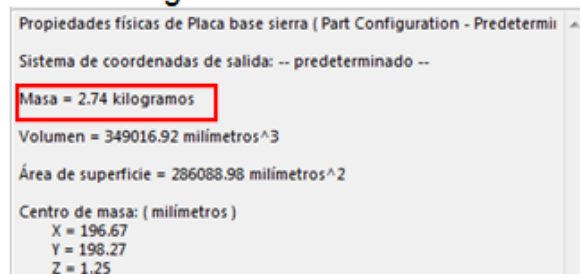 Propiedades físicas de Placa base sierra ( Part Configuration - Predetermin
Sistema de coordenadas de salida: -- predeterminado --
Masa = 2.74 kilogramos
Volumen = 349016.92 milímetros^3
Área de superficie = 286088.98 milímetros^2
Centro de masa: ( milímetros )
X = 196.67
Y = 198.27
Z = 1.25